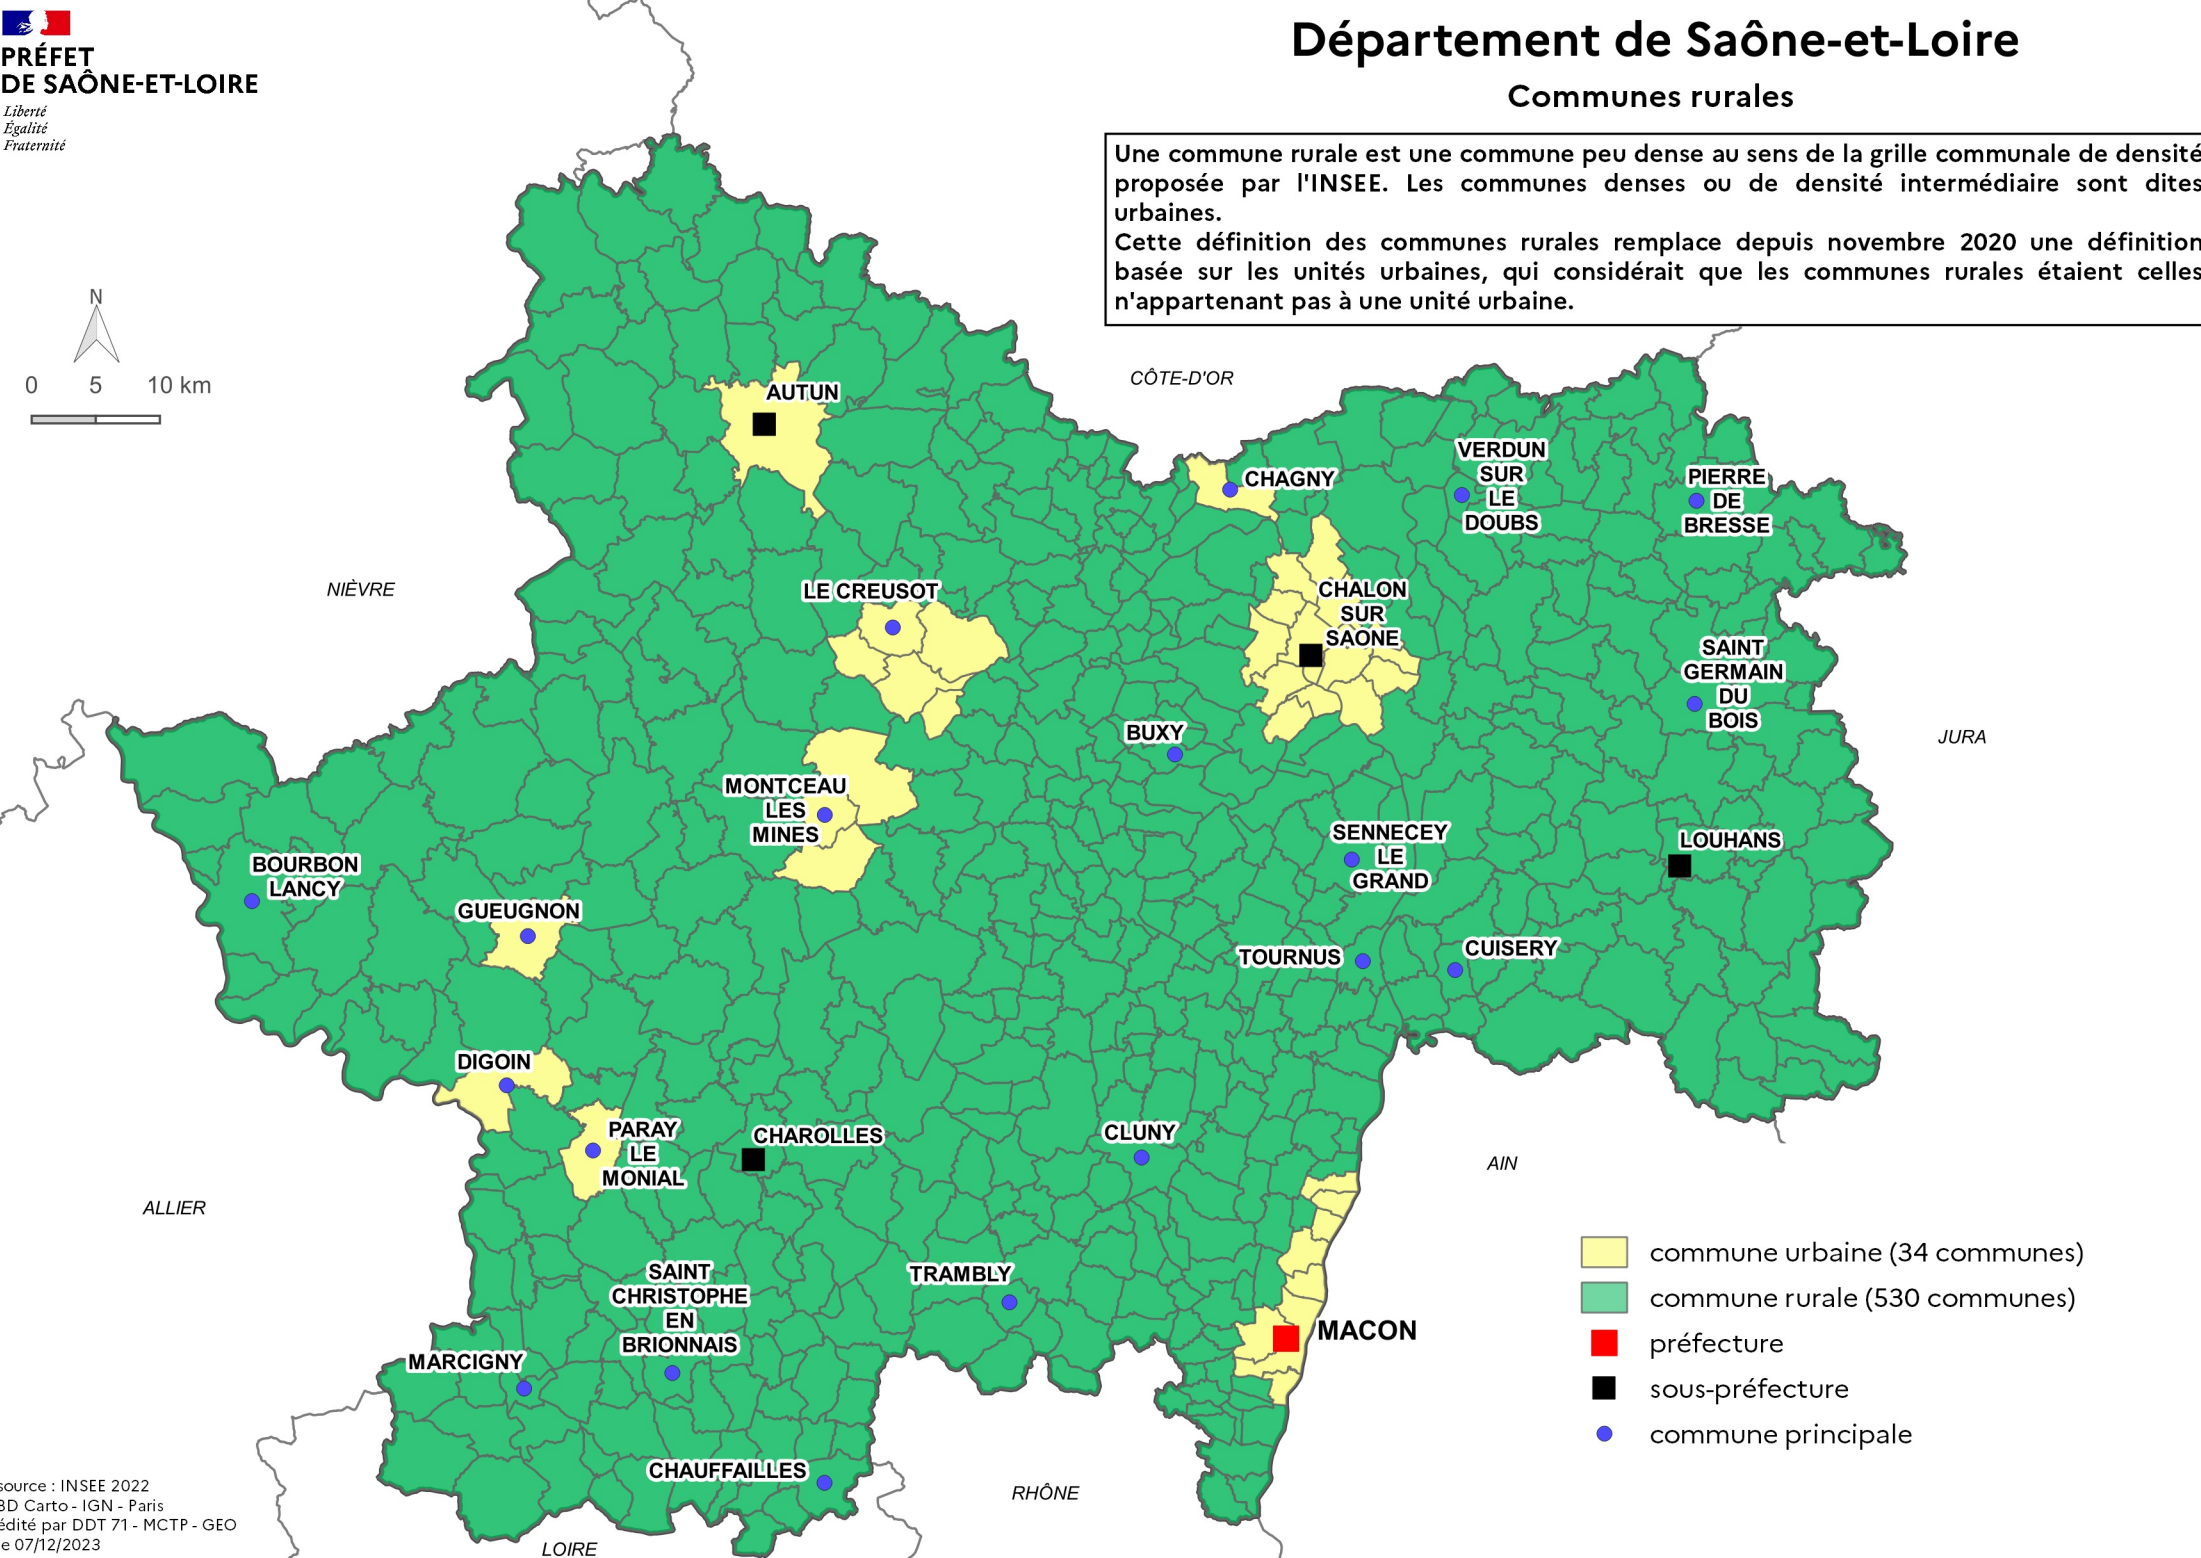 PRÉFET
DE SAÔNE-ET-LOIRE
Liberté
Égalité
Fraternité
Département de Saône-et-Loire
Communes rurales
Une commune rurale est une commune peu dense au sens de la grille communale de densité
proposée par l'INSEE. Les communes denses ou de densité intermédiaire sont dites
urbaines.
Cette définition des communes rurales remplace depuis novembre 2020 une définition
basée sur les unités urbaines, qui considérait que les communes rurales étaient celles
n'appartenant pas à une unité urbaine.
N
0 5 10 km
CÔTE-D'OR
AUTUN
CHAGNY
VERDUN
SUR
LE
DOUBS
PIERRE
DE
BRESSE
NIÈVRE
LE CREUSOT
CHALON
SUR
SAONE
SAINT
GERMAIN
DU
BOIS
BUXY
JURA
MONTCEAU
LES
MINES
SENNECEY
LE
GRAND
LOUHANS
BOURBON
LANCY
GUEUGNON
TOURNUS
CUISERY
DIGOIN
PARAY
LE
MONIAL
CHAROLLES
CLUNY
AIN
ALLIER
SAINT
CHRISTOPHE
EN
BRIONNAIS
TRAMBLY
MACON
MARCIGNY
CHAUFFAILLES
RHÔNE
LOIRE
commune urbaine (34 communes)
commune rurale (530 communes)
préfecture
sous-préfecture
commune principale
source : INSEE 2022
BD Carto - IGN - Paris
édité par DDT 71 - MCTP - GEO
e 07/12/2023